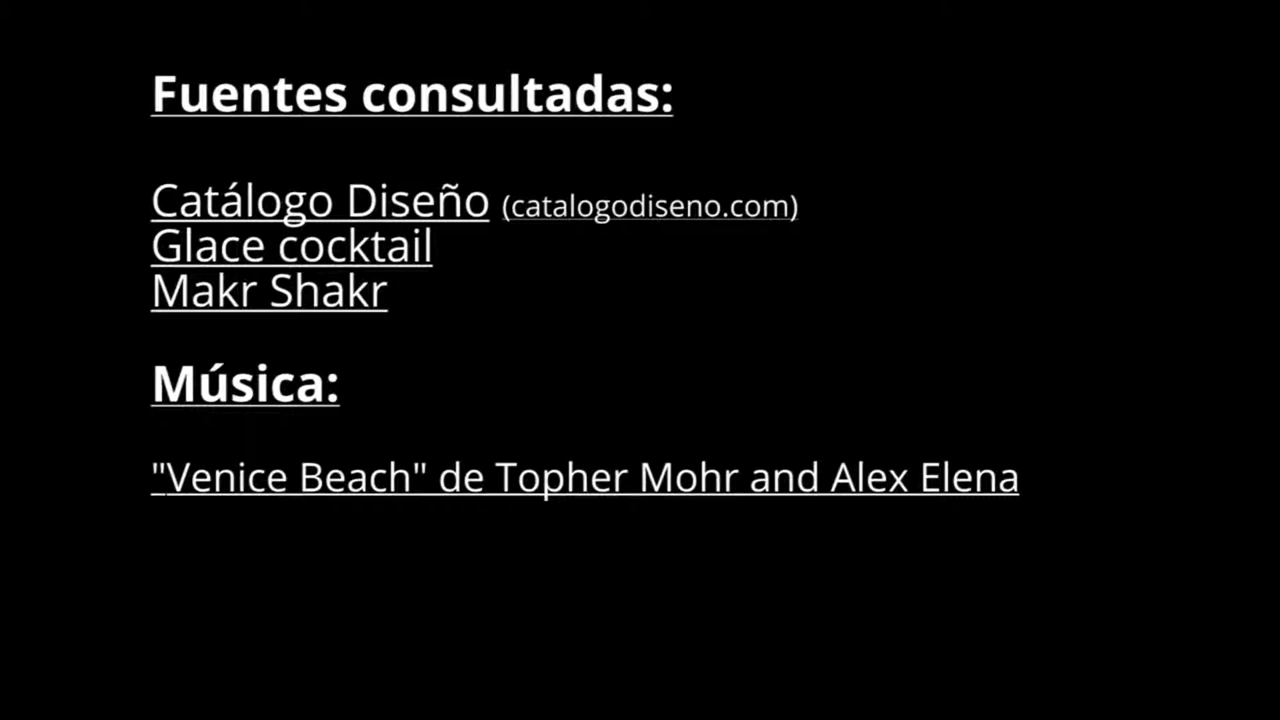 Fuentes consultadas:
Catálogo Diseño (catalogodiseno.com)
Glace cocktail
Makr Shakr
Música:
"Venice Beach" de Topher Mohr and Alex Elena